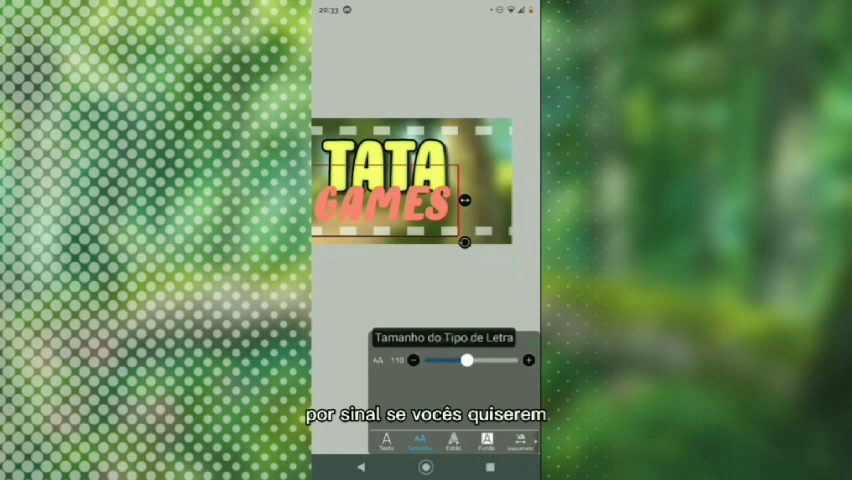 20:33
TATA
GAMES
Tamanho do Tipo de Letra
AA 110
por sinal se vocês quiserem
Texto Tamanho Estilo Fundo